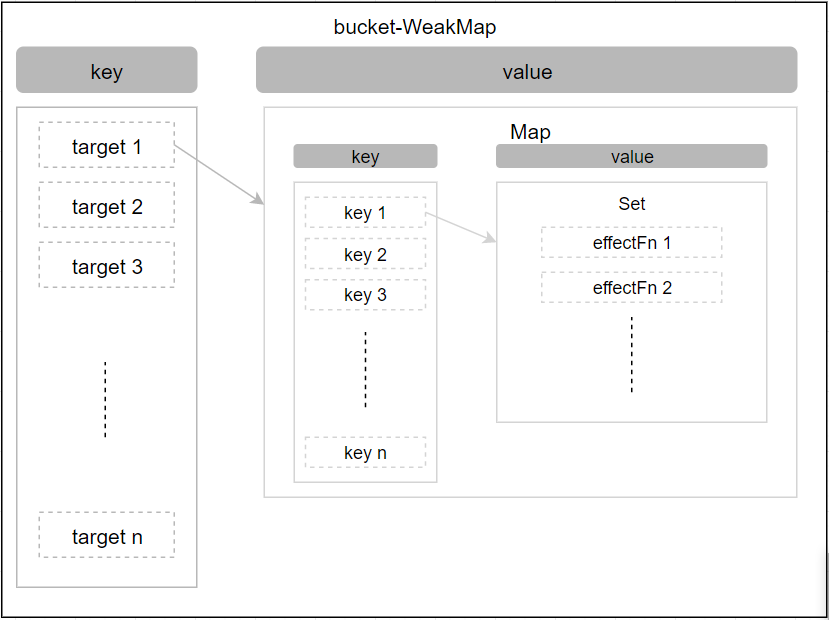 bucket-WeakMap
key
value
target 1
target 2
target 3
target n
Map
key
value
key 1
key 2
key 3
key n
Set
effectFn 1
effectFn 2